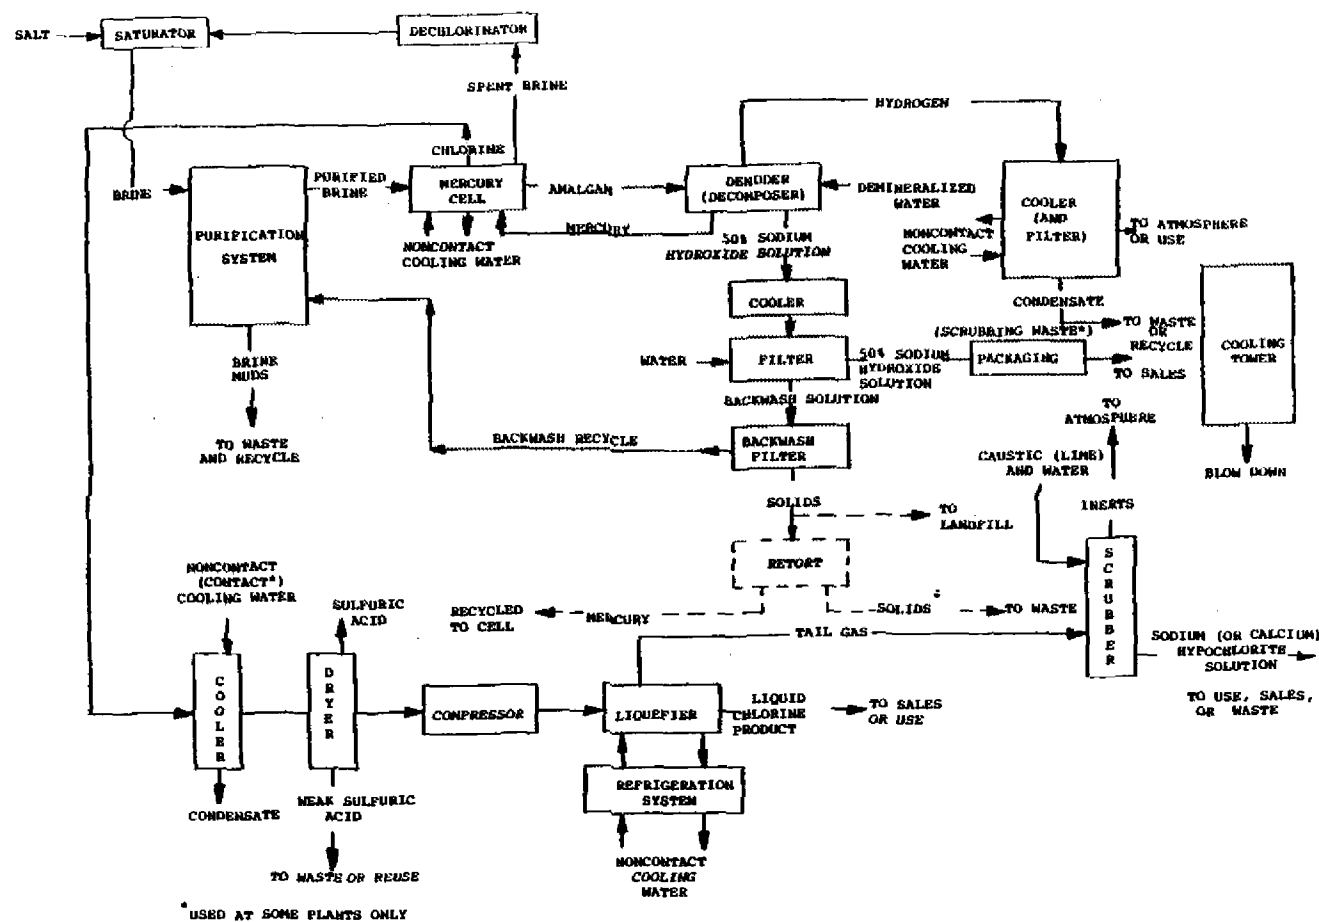 SALT
SATURATOR
DECHLORINATOR
SPENT BRINE
HYDROGEN
CHLORINE
BRINE
PURIFIED
BRINE
MERCURY
CELL
AMALGAM
DENUDER
(DECOMPOSER)
DEMINERALIZED
WATER
COOLER
(AND
FILTER)
TO ATMOSPHERE
OR USE
PURIFICATION
SYSTEM
NONCONTACT
COOLING WATER
MERCURY
50% SODIUM
HYDROXIDE SOLUTION
NONCONTACT
COOLING
WATER
COOLER
CONDENSATE
(SCRUBBING WASTE*)
TO WASTE
OR
RECYCLE
COOLING
TOWER
WATER
FILTER
50% SODIUM
HYDROXIDE
SOLUTION
PACKAGING
TO SALES
BRINE
MUDS
BACKWASH SOLUTION
TO
ATMOSPHERE
TO WASTE
AND RECYCLE
BACKWASH RECYCLE
BACKWASH
FILTER
CAUSTIC (LIME)
AND WATER
BLOW DOWN
SOLIDS
TO
LANDFILL
INERTS
RETORT
SCRUBBER
NONCONTACT
(CONTACT*)
COOLING WATER
SULFURIC
ACID
RECYCLED
TO CELL
MERCURY
SOLIDS
TO WASTE
TAIL GAS
SODIUM (OR CALCIUM)
HYPOCHLORITE
SOLUTION
TO USE, SALES,
OR WASTE
COOLER
DRYER
COMPRESSOR
LIQUEFIER
LIQUID
CHLORINE
PRODUCT
TO SALES
OR USE
REFRIGERATION
SYSTEM
CONDENSATE
WEAK SULFURIC
ACID
NONCONTACT
COOLING
WATER
TO WASTE OR REUSE
*USED AT SOME PLANTS ONLY